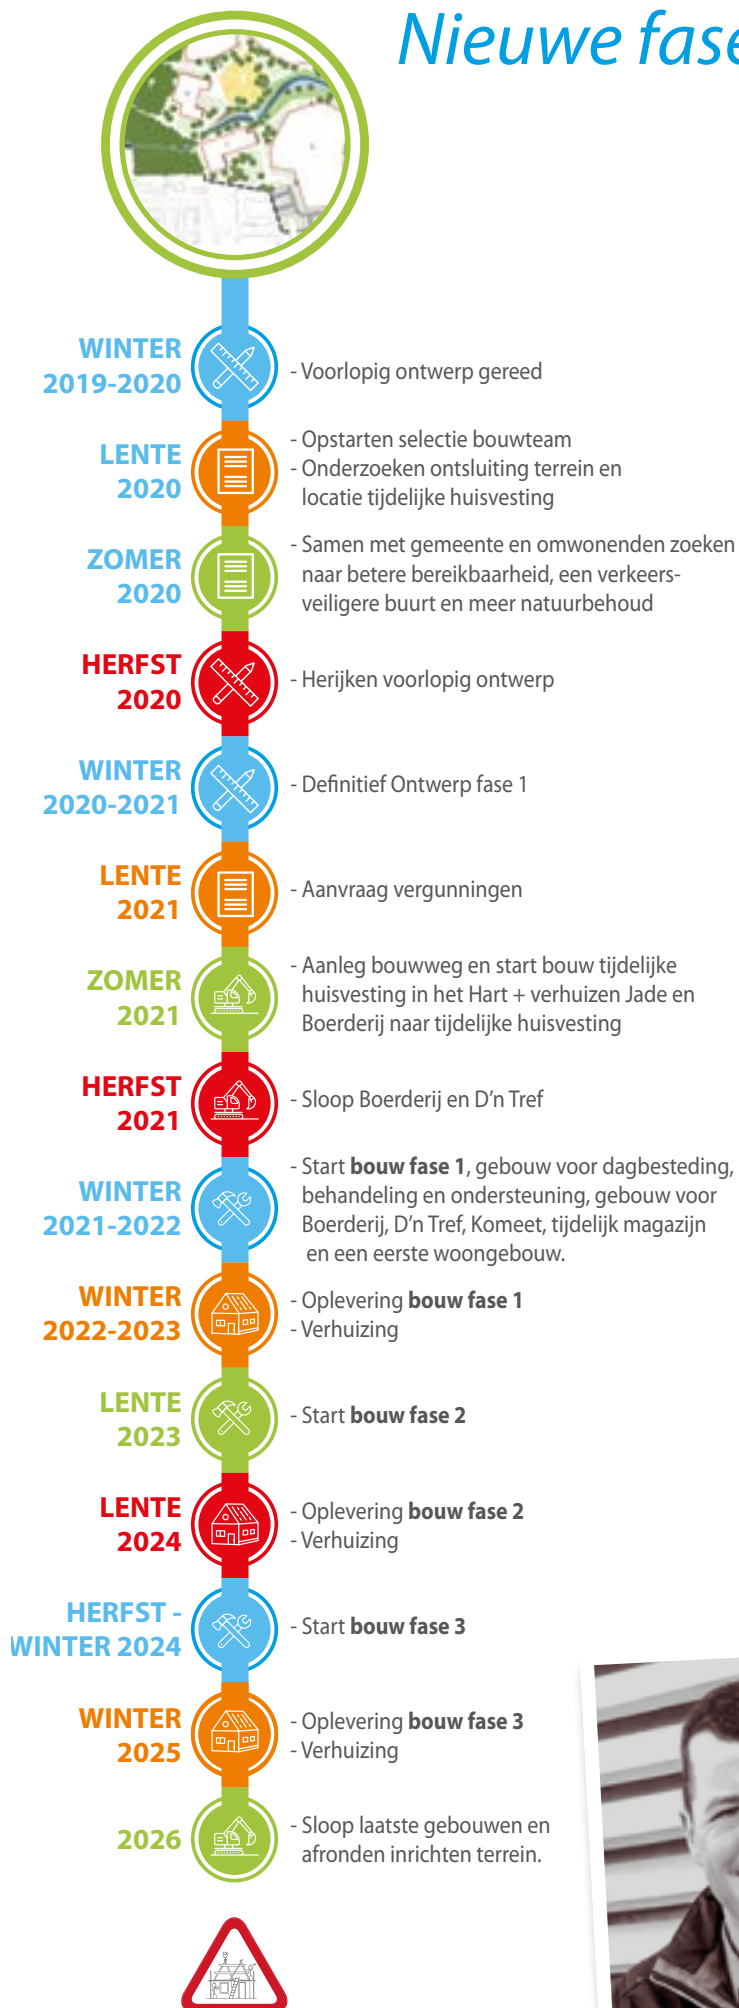 Nieuwe fase
WINTER
2019-2020
- Voorlopig ontwerp gereed
LENTE
2020
- Opstarten selectie bouwteam
- Onderzoeken ontsluiting terrein en
locatie tijdelijke huisvesting
ZOMER
2020
- Samen met gemeente en omwonenden zoeken
naar betere bereikbaarheid, een verkeers-
veiligere buurt en meer natuurbehoud
HERFST
2020
- Herijken voorlopig ontwerp
WINTER
2020-2021
- Definitief Ontwerp fase 1
LENTE
2021
- Aanvraag vergunningen
ZOMER
2021
- Aanleg bouwweg en start bouw tijdelijke
huisvesting in het Hart + verhuizen Jade en
Boerderij naar tijdelijke huisvesting
HERFST
2021
- Sloop Boerderij en D’n Tref
WINTER
2021-2022
- Start bouw fase 1, gebouw voor dagbesteding,
behandeling en ondersteuning, gebouw voor
Boerderij, D’n Tref, Komeet, tijdelijk magazijn
en een eerste woongebouw.
WINTER
2022-2023
- Oplevering bouw fase 1
- Verhuizing
LENTE
2023
- Start bouw fase 2
LENTE
2024
- Oplevering bouw fase 2
- Verhuizing
HERFST -
WINTER 2024
- Start bouw fase 3
WINTER
2025
- Oplevering bouw fase 3
- Verhuizing
2026
- Sloop laatste gebouwen en
afronden inrichten terrein.